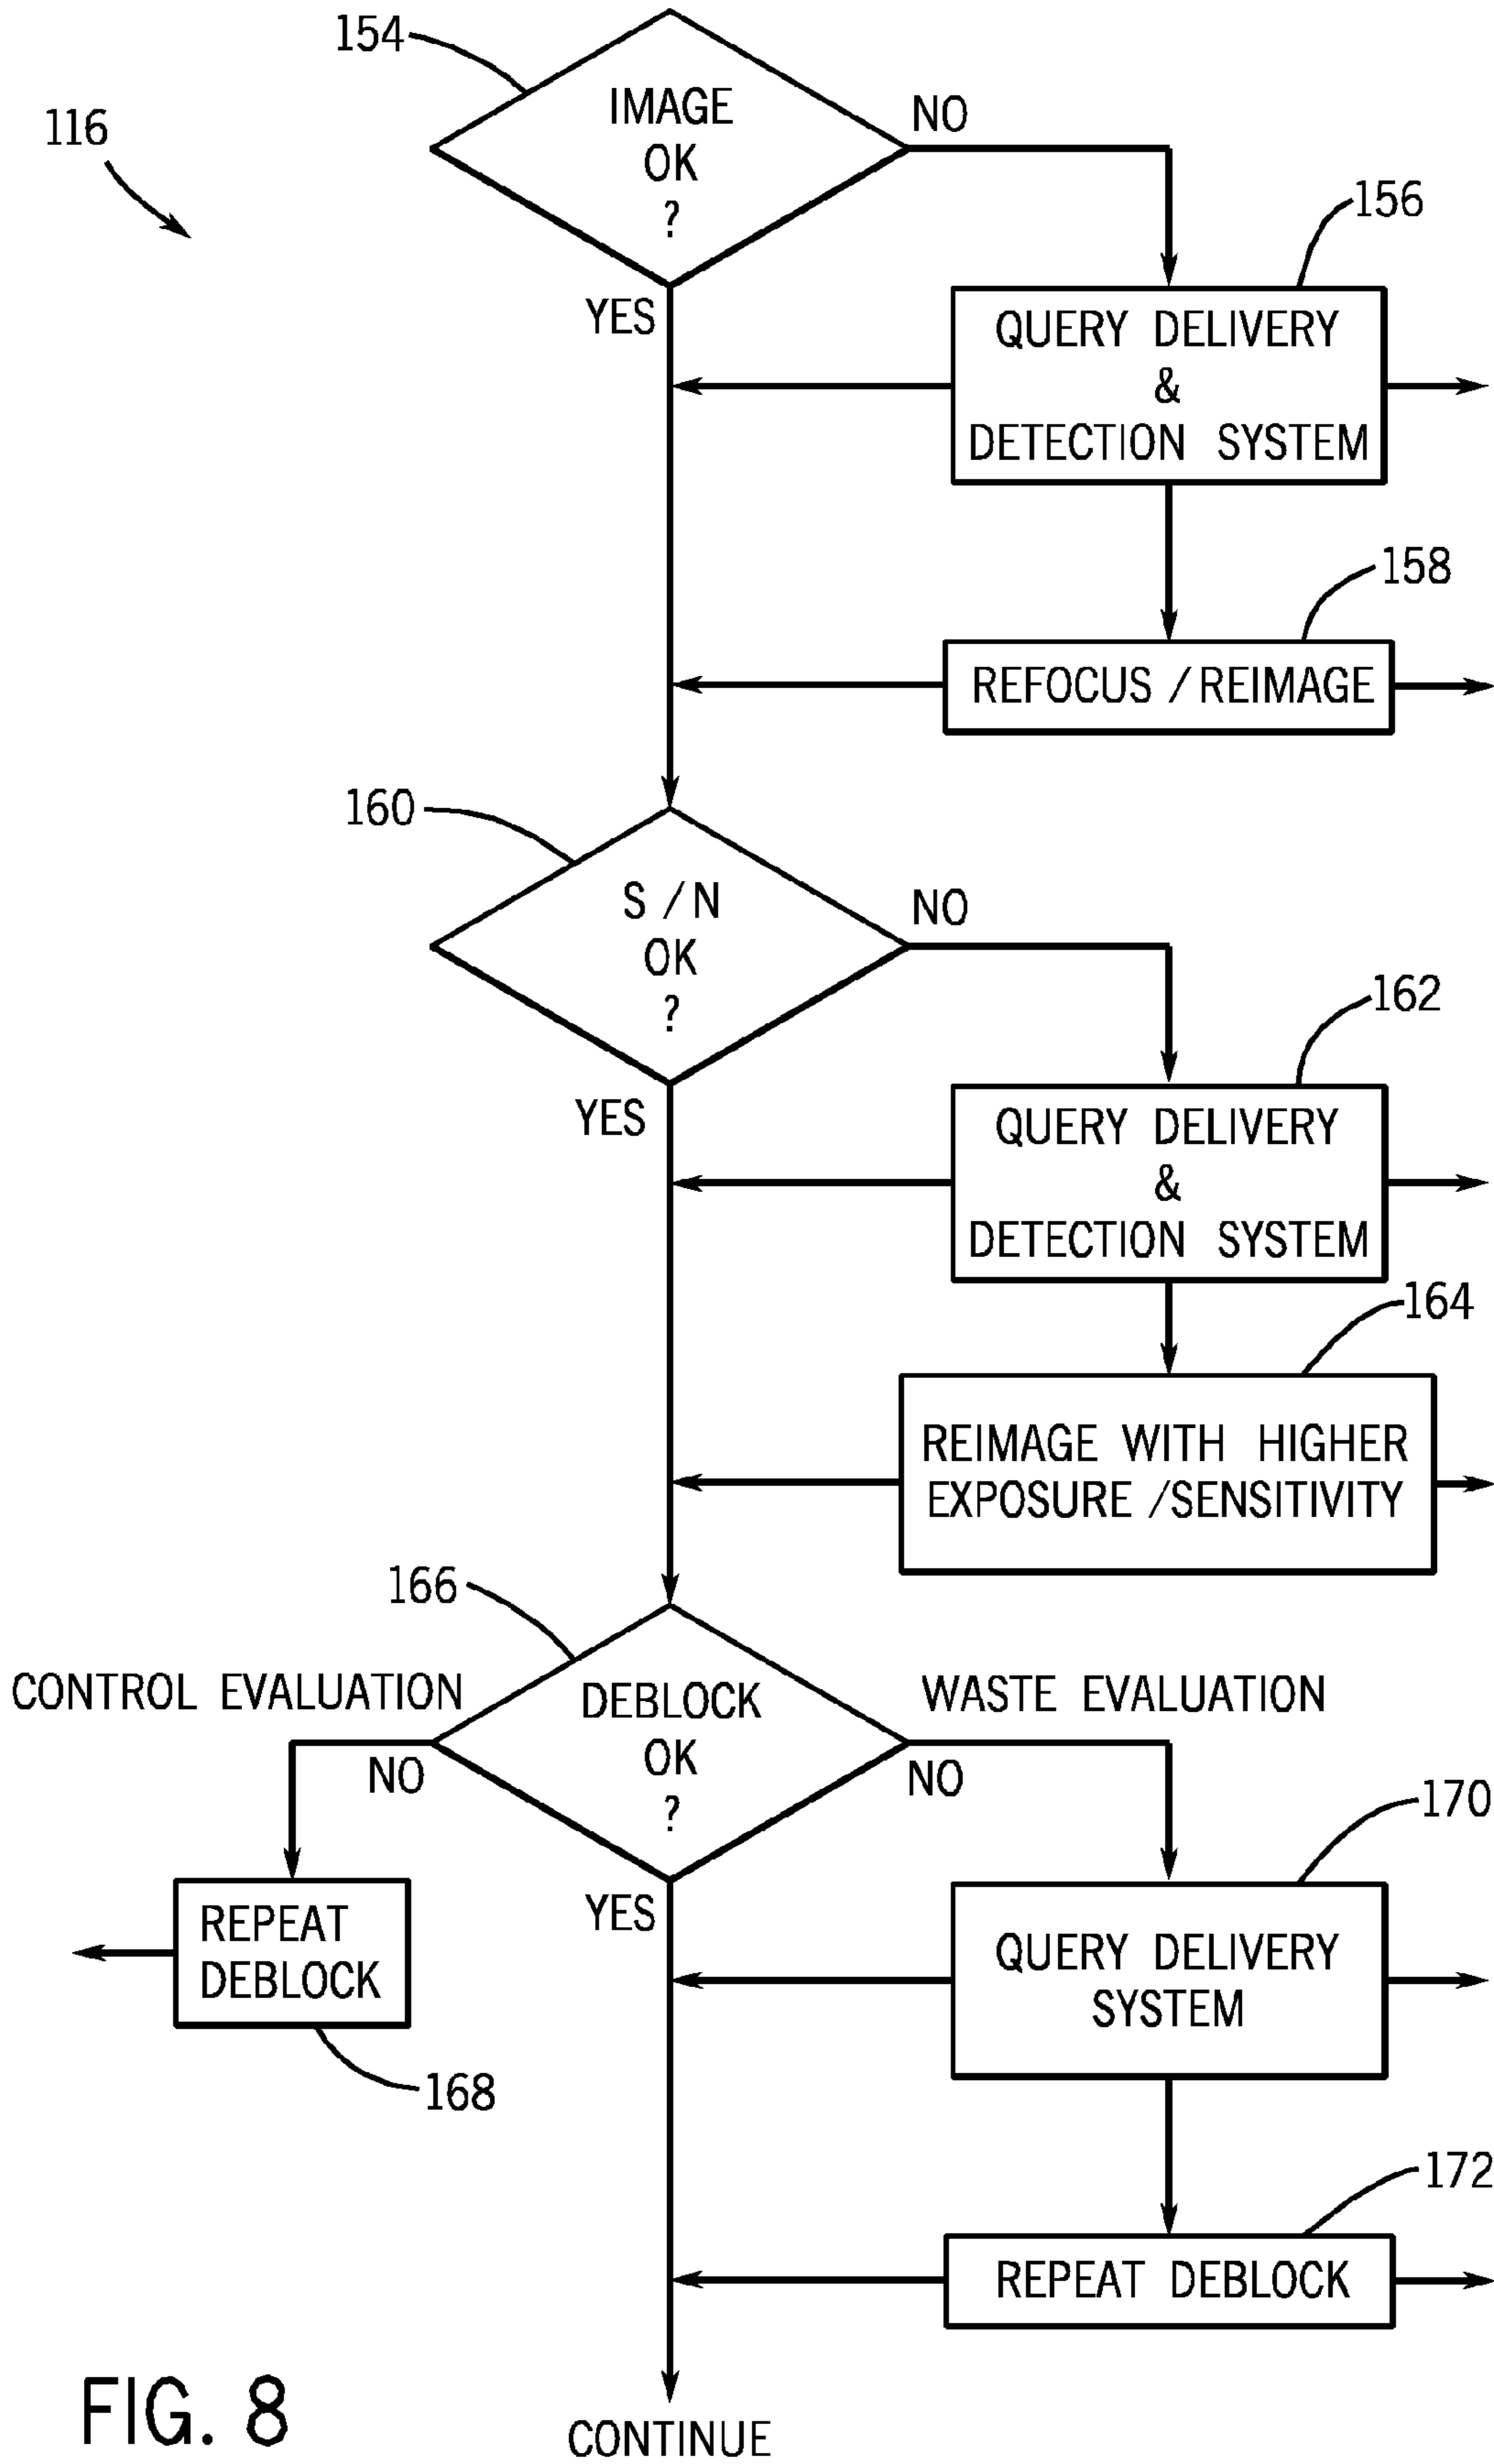 154
116
IMAGE
OK
?
NO
156
YES
QUERY DELIVERY
&
DETECTION SYSTEM
158
REFOCUS / REIMAGE
160
S / N
OK
?
NO
162
YES
QUERY DELIVERY
&
DETECTION SYSTEM
164
REIMAGE WITH HIGHER
EXPOSURE / SENSITIVITY
166
CONTROL EVALUATION
DEBLOCK
OK
?
WASTE EVALUATION
NO
NO
170
REPEAT
DEBLOCK
YES
QUERY DELIVERY
SYSTEM
168
172
REPEAT DEBLOCK
FIG. 8
CONTINUE